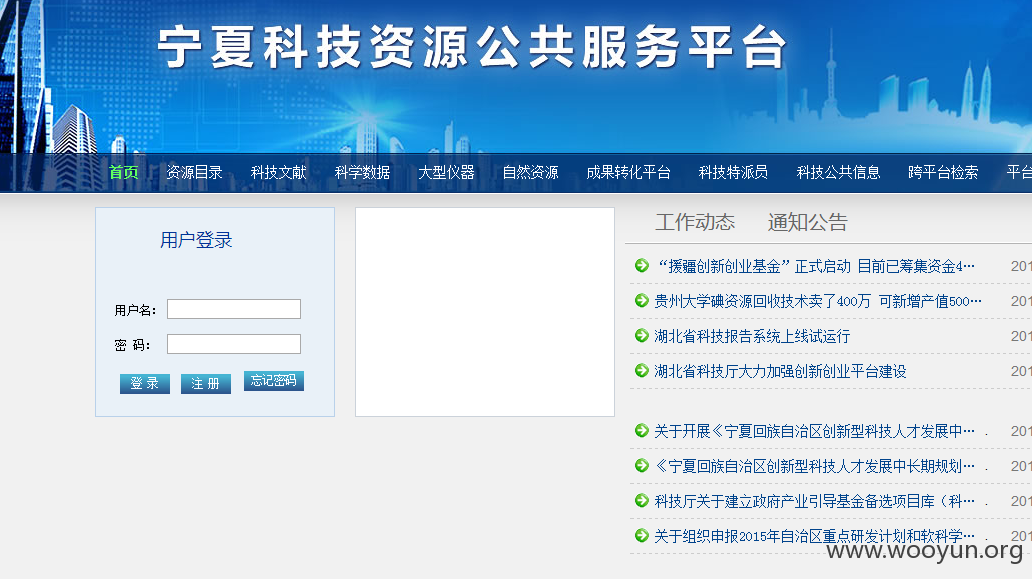 宁夏科技资源公共服务平台
首页 资源目录 科技文献 科学数据 大型仪器 自然资源 成果转化平台 科技特派员 科技公共信息 跨平台检索 平台
用户登录
用户名：
密 码：
登 录 注 册 忘记密码
工作动态 通知公告
“援疆创新创业基金”正式启动 目前已筹集资金4… 201
贵州大学碘资源回收技术卖了400万 可新增产值500… 201
湖北省科技报告系统上线试运行 201
湖北省科技厅大力加强创新创业平台建设 201
关于开展《宁夏回族自治区创新型科技人才发展中… . 201
《宁夏回族自治区创新型科技人才发展中长期规划… . 201
科技厅关于建立政府产业引导基金备选项目库（科… . 201
关于组织申报2015年自治区重点研发计划和软科学… . 201
www.wooyun.org